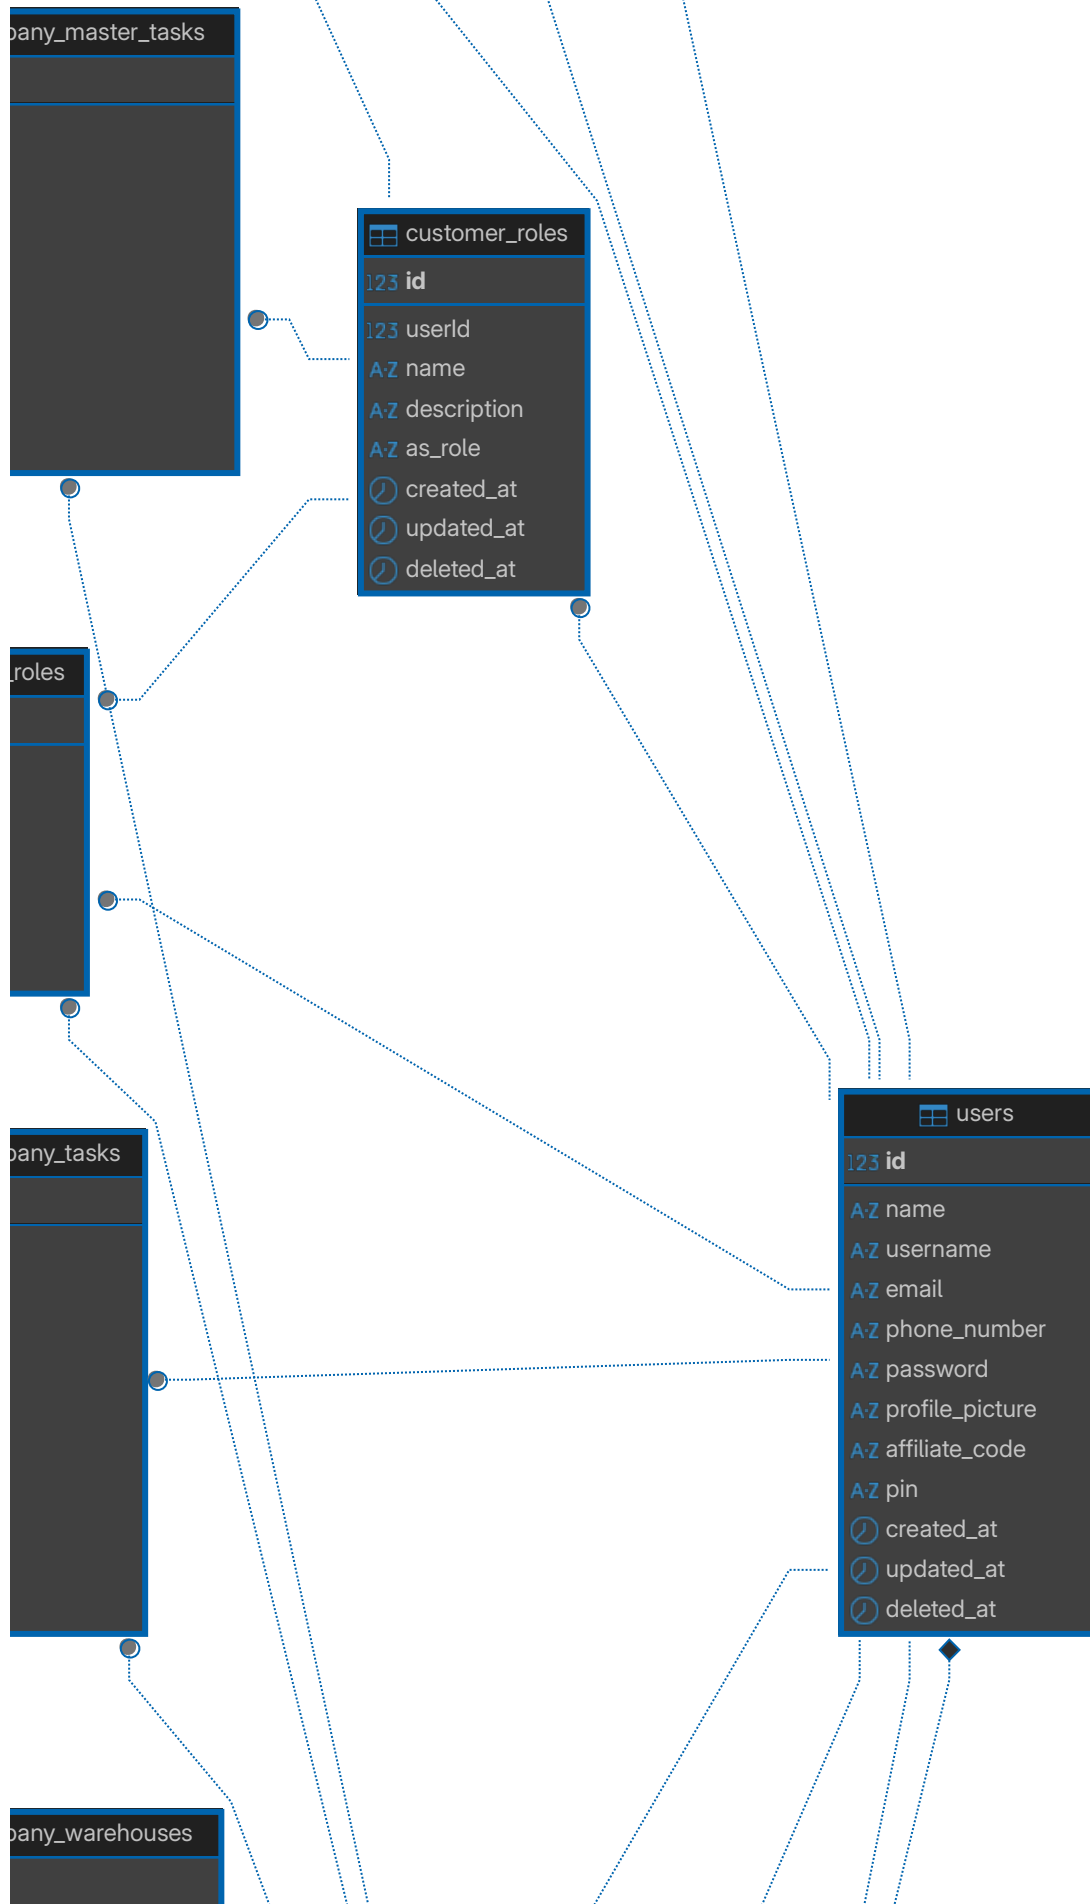 pany_master_tasks
customer_roles
123 id
123 userId
A-Z name
A-Z description
A-Z as_role
created_at
updated_at
deleted_at
_roles
pany_tasks
users
123 id
A-Z name
A-Z username
A-Z email
A-Z phone_number
A-Z password
A-Z profile_picture
A-Z affiliate_code
A-Z pin
created_at
updated_at
deleted_at
pany_warehouses